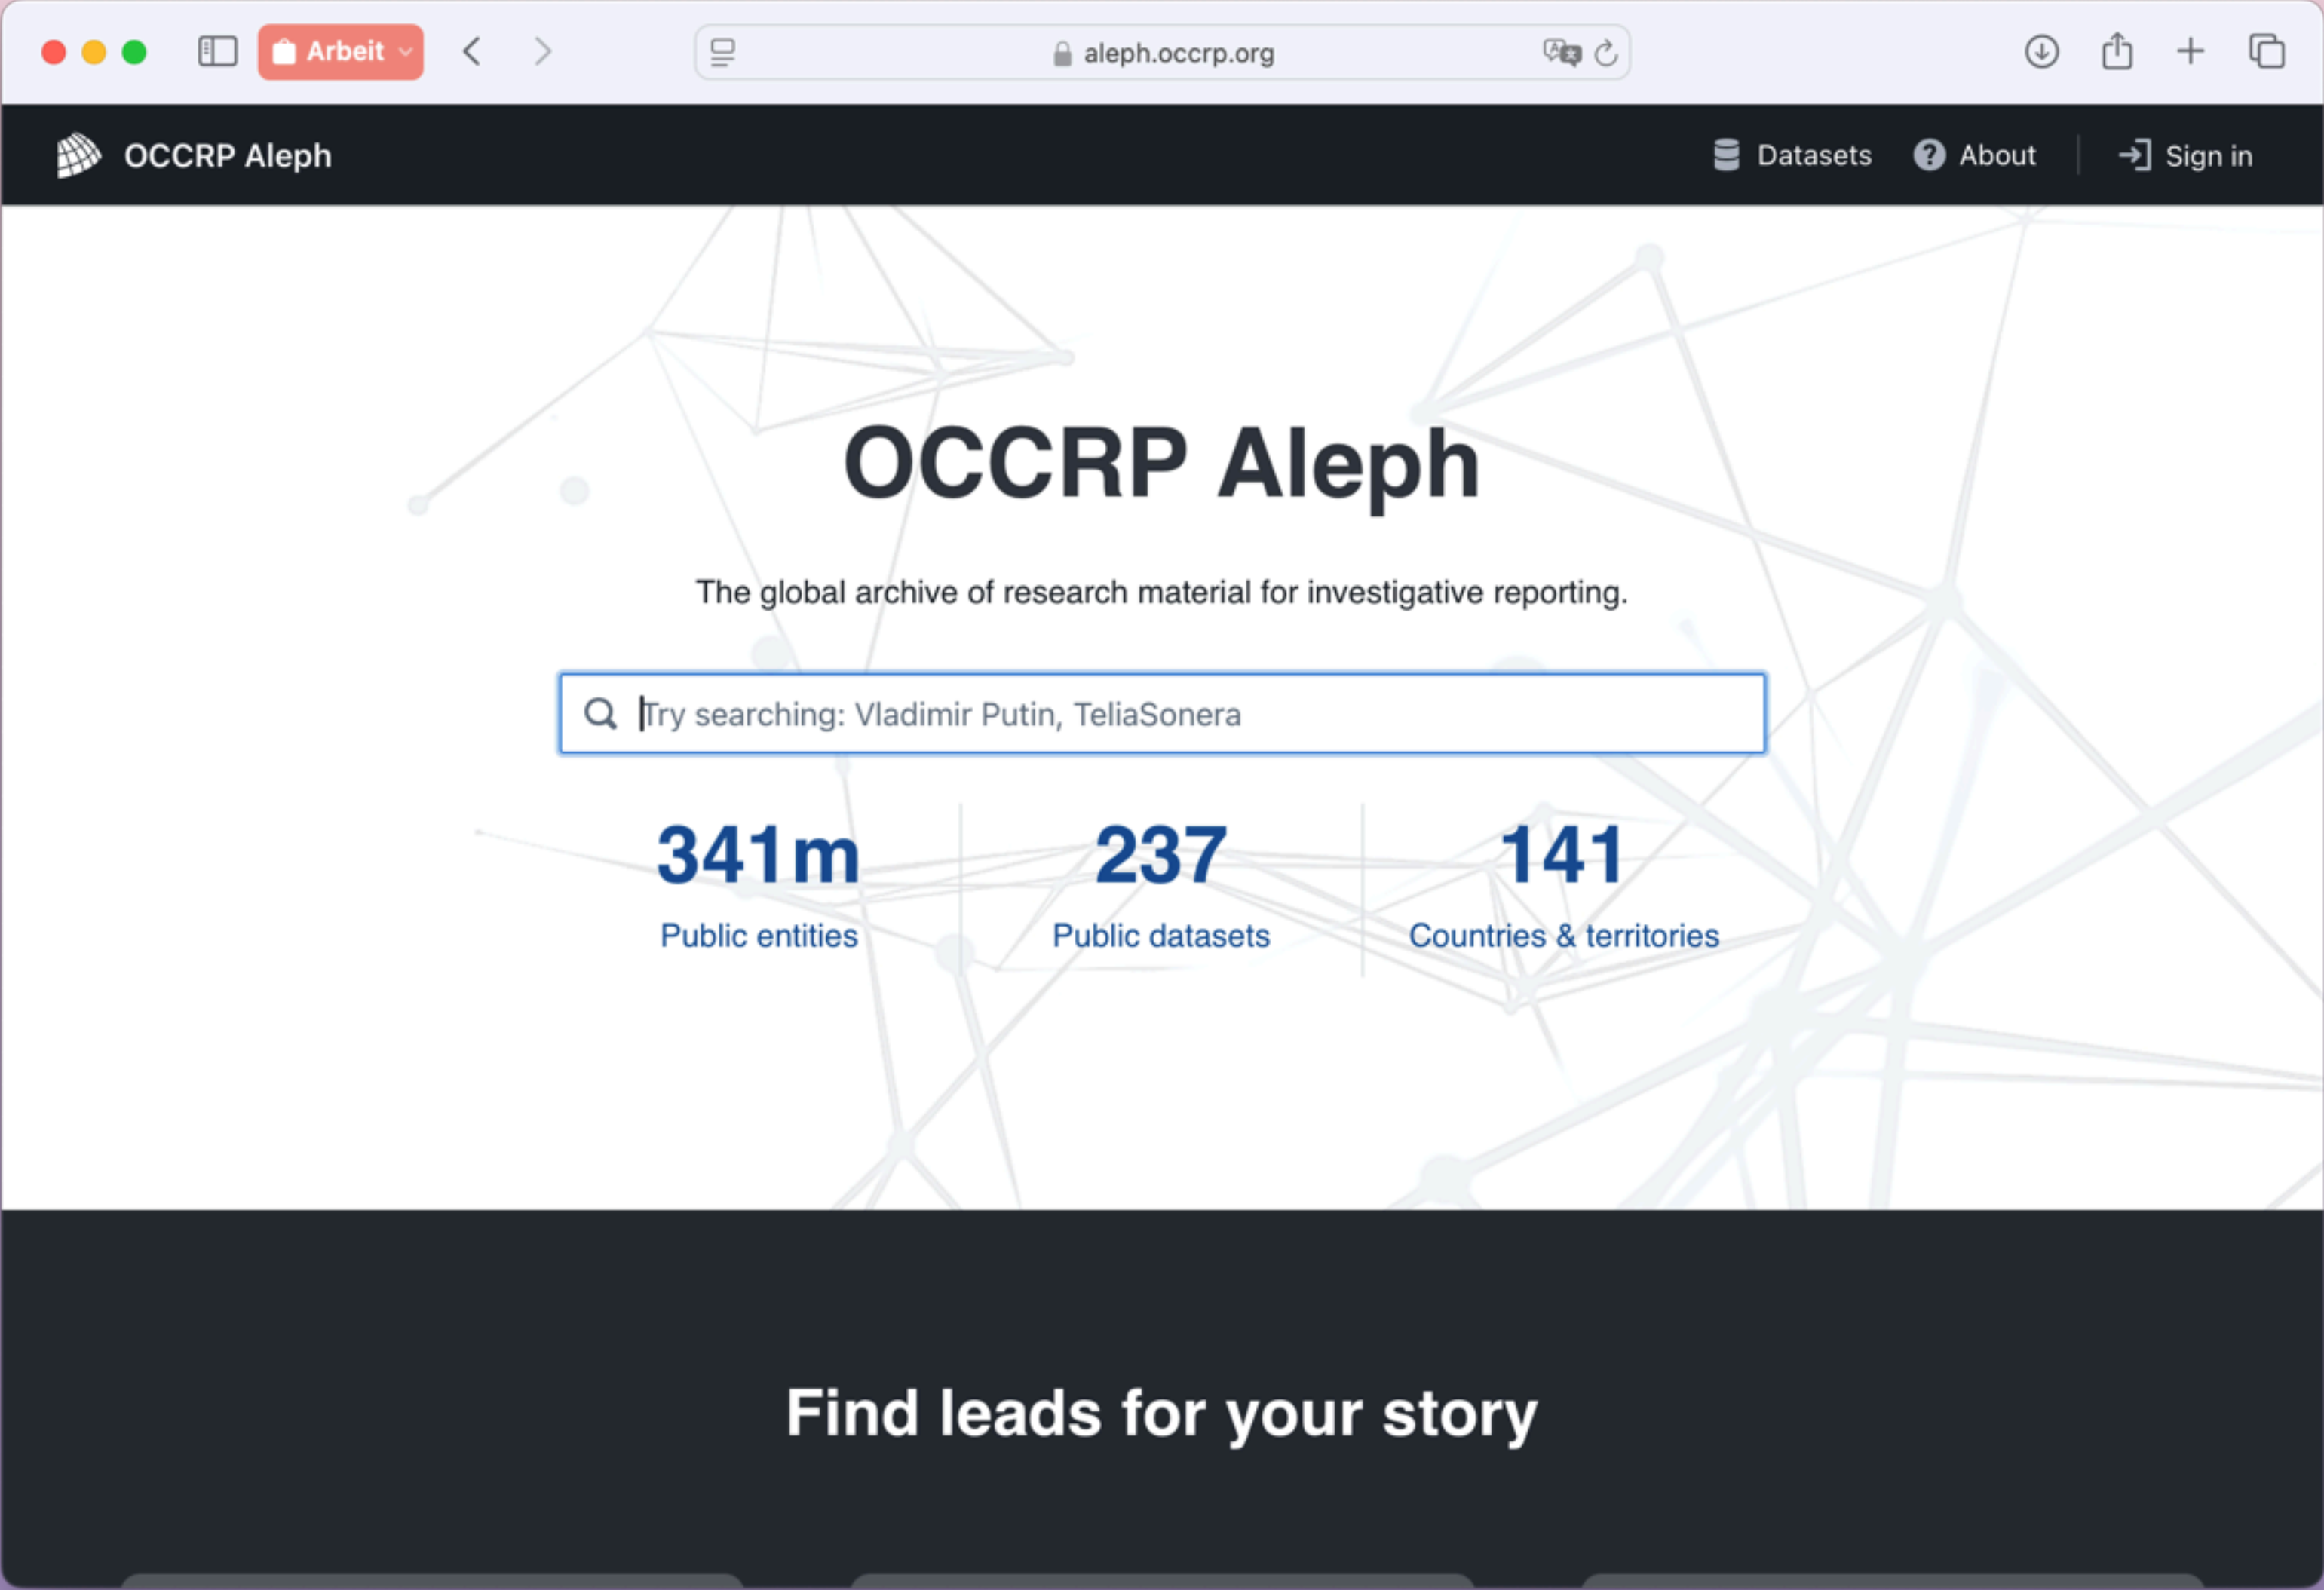 Arbeit
aleph.occrp.org
OCCRP Aleph
Datasets
About
Sign in
OCCRP Aleph
The global archive of research material for investigative reporting.
Try searching: Vladimir Putin, TeliaSonera
341m
237
141
Public entities
Public datasets
Countries & territories
Find leads for your story